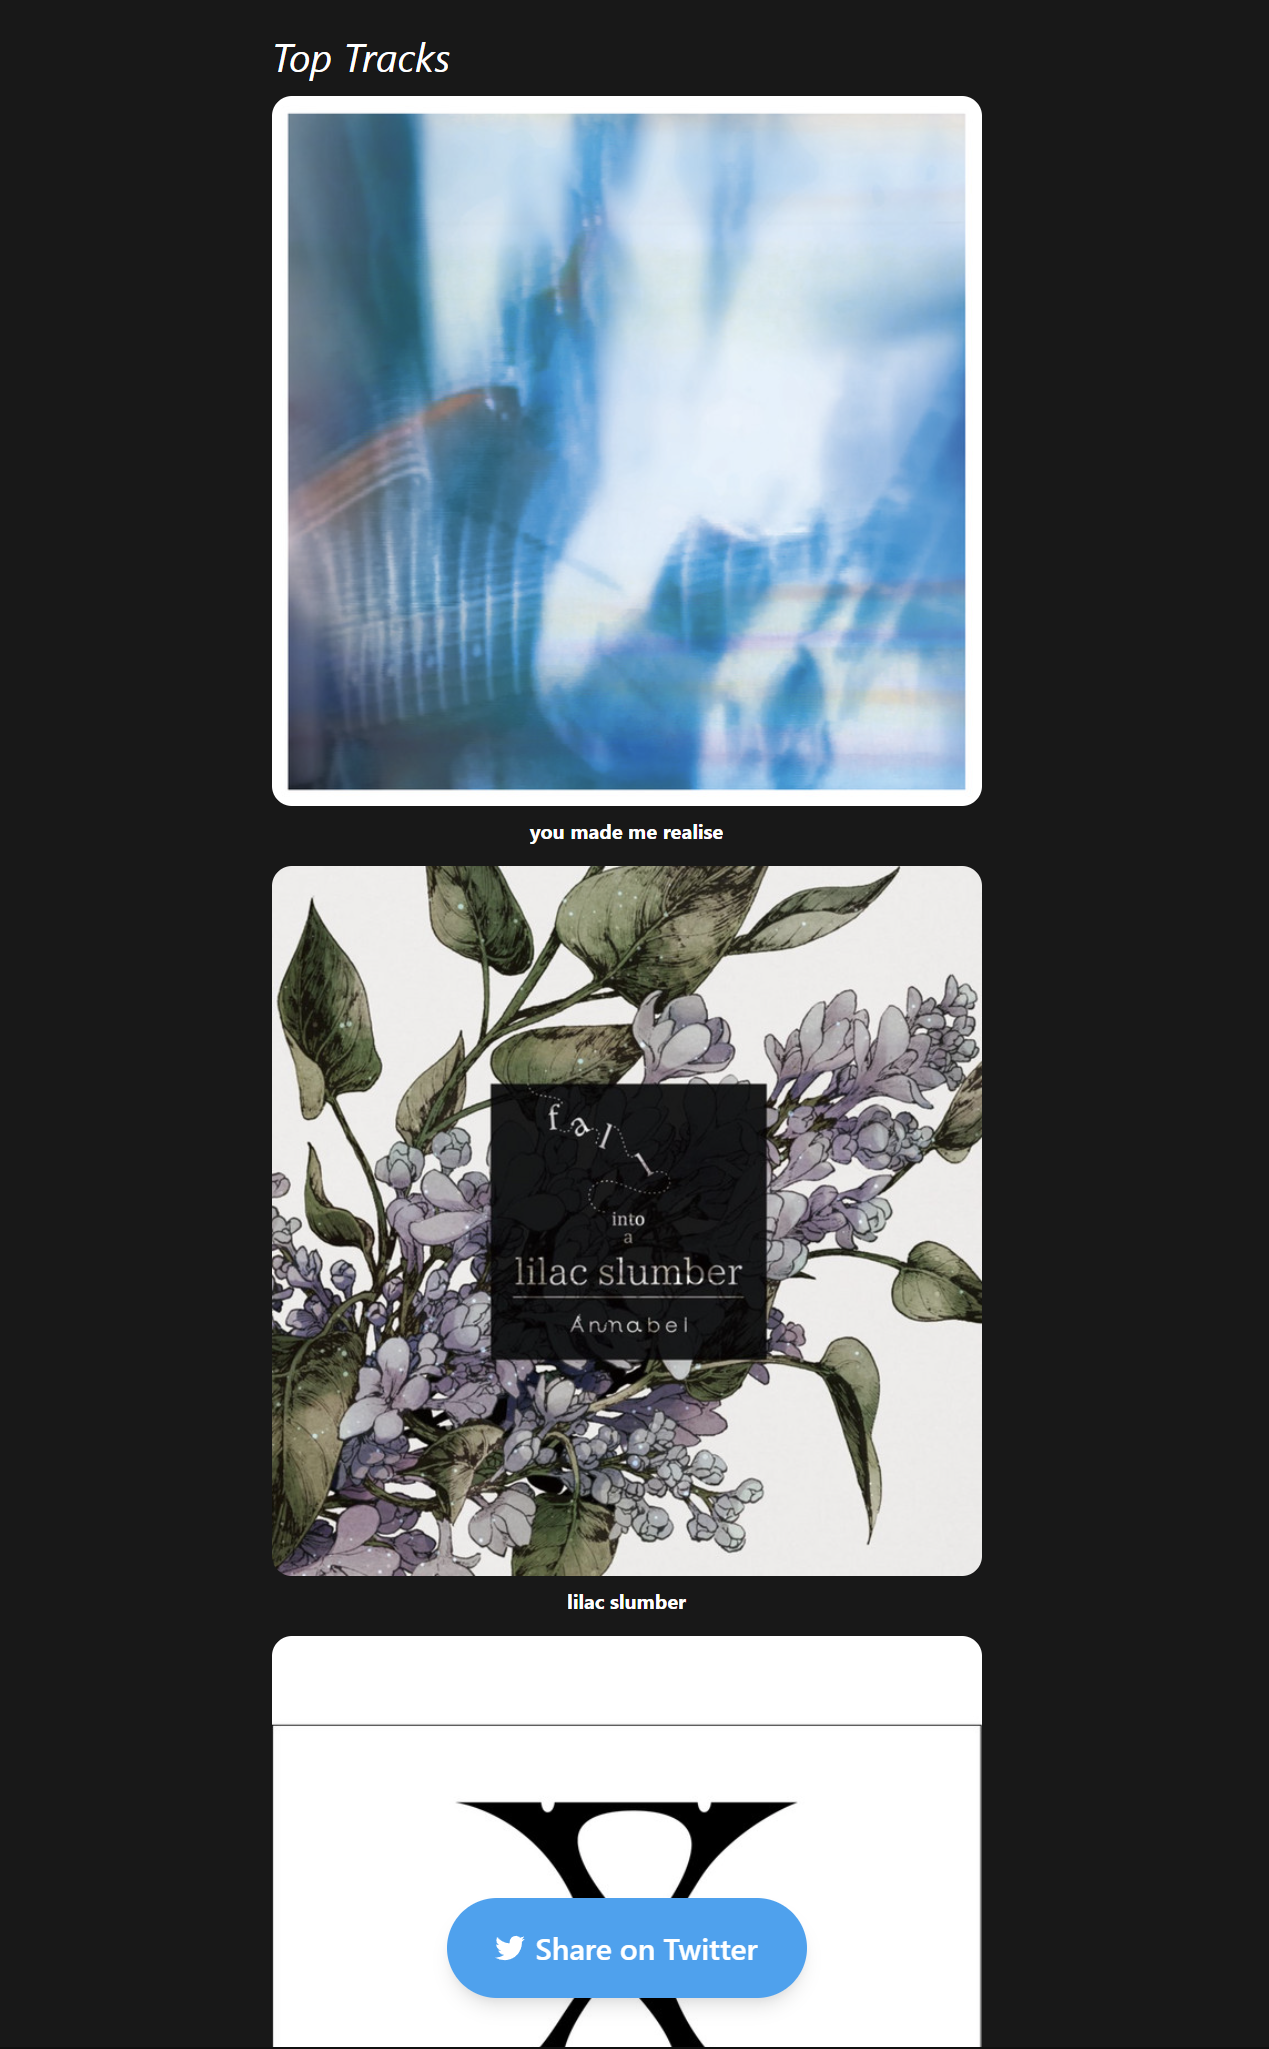 Top Tracks
you made me realise
fall
into
a
lilac slumber
Annabel
lilac slumber
Share on Twitter